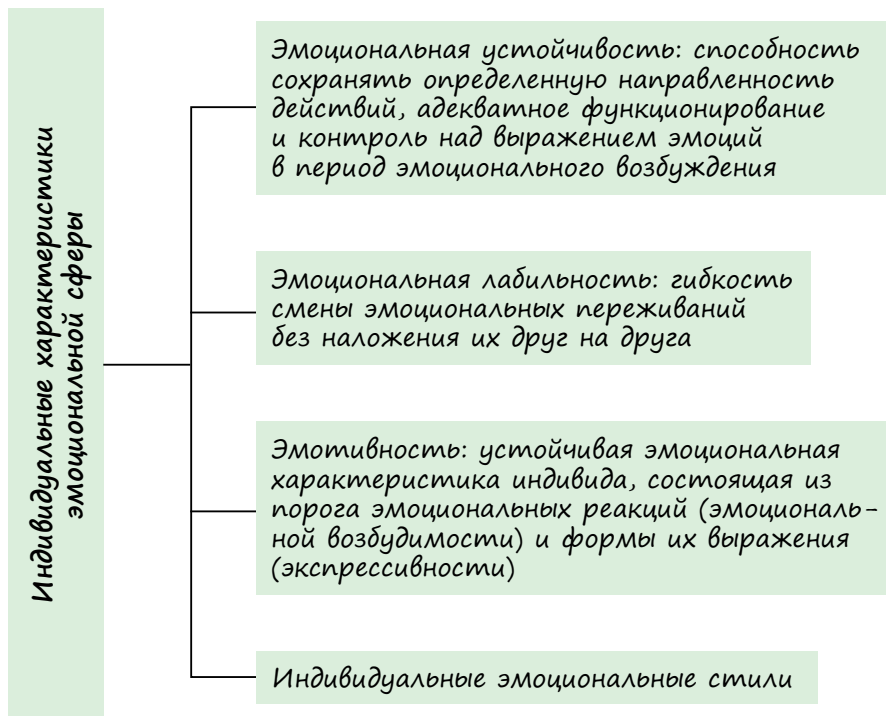 Индивидуальные характеристики
эмоциональной сферы
Эмоциональная устойчивость: способность
сохранять определенную направленность
действий, адекватное функционирование
и контроль над выражением эмоций
в период эмоционального возбуждения
Эмоциональная лабильность: гибкость
смены эмоциональных переживаний
без наложения их друг на друга
Эмотивность: устойчивая эмоциональная
характеристика индивида, состоящая из
порога эмоциональных реакций (эмоциональ-
ной возбудимости) и формы их выражения
(экспрессивности)
Индивидуальные эмоциональные стили